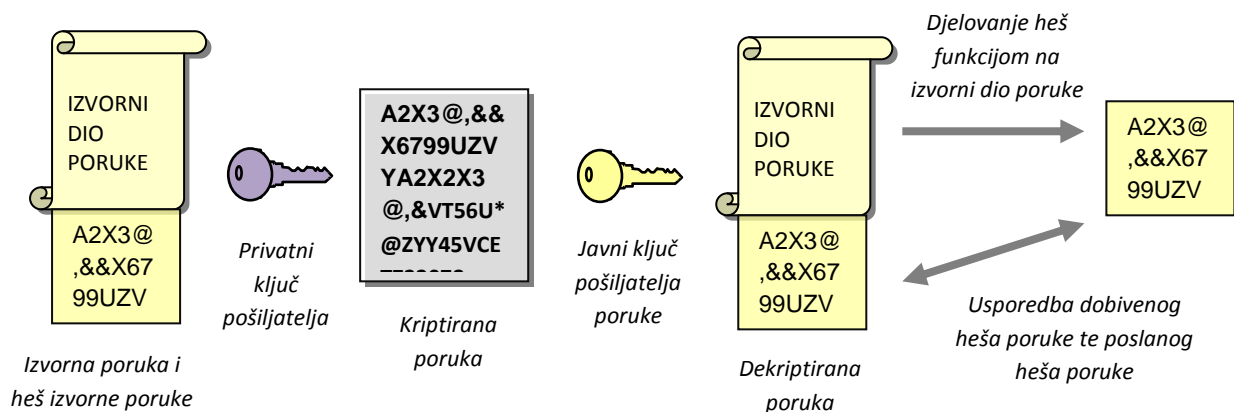 IZVORNI
DIO
PORUKE
A2X3@
,&&X67
99UZV
Izvorna poruka i
heš izvorne poruke
Privatni
ključ
pošiljatelja
A2X3@,&&
X6799UZV
YA2X2X3
@,&VT56U*
@ZYY45VCE
Kriptirana
poruka
Javni ključ
pošiljatelja
poruke
IZVORNI
DIO
PORUKE
A2X3@
,&&X67
99UZV
Dekriptirana
poruka
Djelovanje heš
funkcijom na
izvorni dio poruke
A2X3@
,&&X67
99UZV
Usporedba dobivenog
heša poruke te poslanog
heša poruke